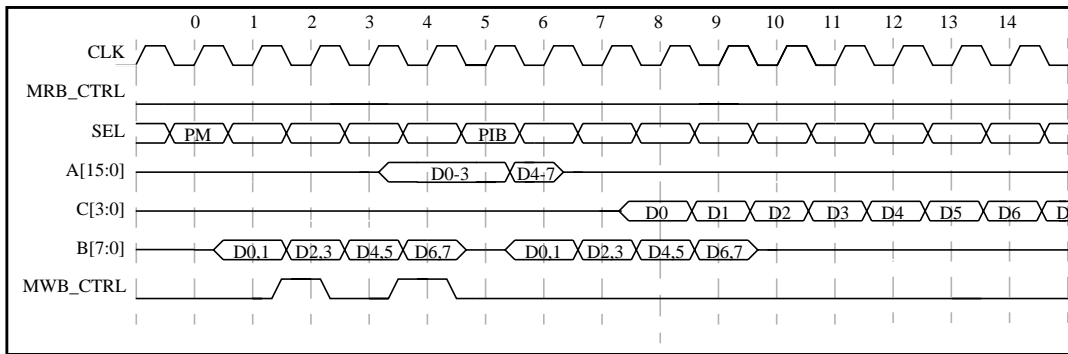 0 1 2 3 4 5 6 7 8 9 10 11 12 13 14
CLK
MRB_CTRL
SEL PM PIB
A[15:0] D0-3 D4-7
C[3:0] D0 D1 D2 D3 D4 D5 D6 D
B[7:0] D0,1 D2,3 D4,5 D6,7 D0,1 D2,3 D4,5 D6,7
MWB_CTRL